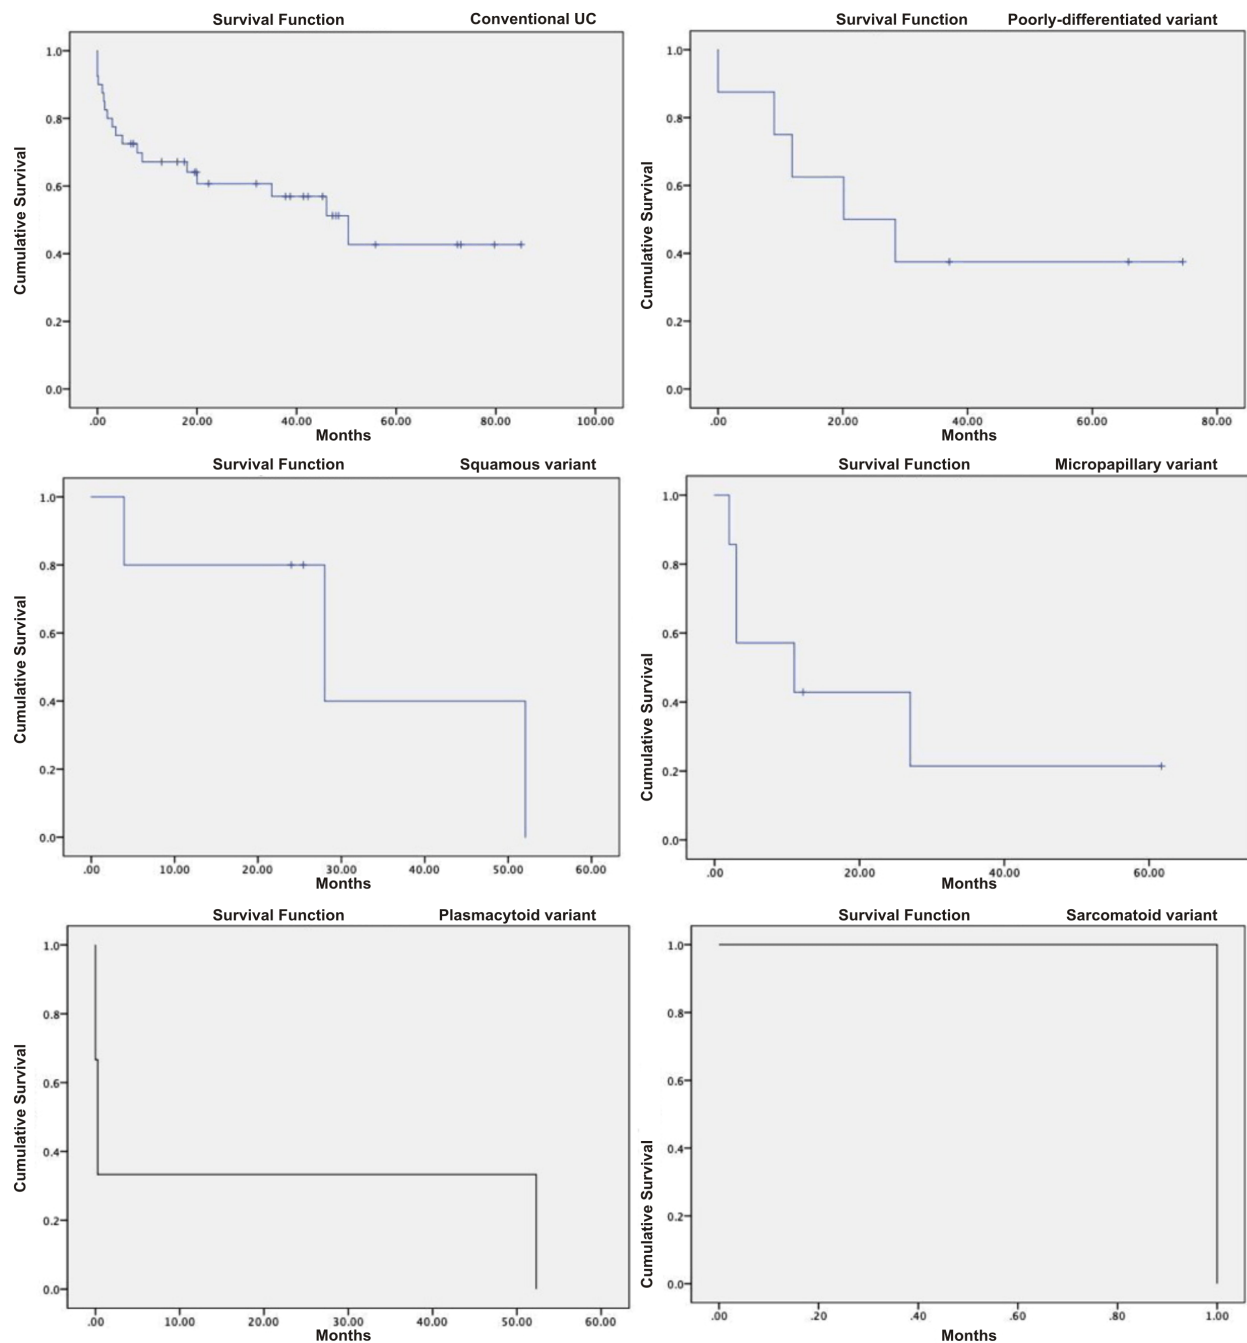 Survival Function Conventional UC
Cumulative Survival
1.0
0.8
0.6
0.4
0.2
0.0
.00 20.00 40.00 60.00 80.00 100.00
Months
Survival Function Poorly-differentiated variant
Cumulative Survival
1.0
0.8
0.6
0.4
0.2
0.0
.00 20.00 40.00 60.00 80.00
Months
Survival Function Squamous variant
Cumulative Survival
1.0
0.8
0.6
0.4
0.2
0.0
.00 10.00 20.00 30.00 40.00 50.00 60.00
Months
Survival Function Micropapillary variant
Cumulative Survival
1.0
0.8
0.6
0.4
0.2
0.0
.00 20.00 40.00 60.00
Months
Survival Function Plasmacytoid variant
Cumulative Survival
1.0
0.8
0.6
0.4
0.2
0.0
.00 10.00 20.00 30.00 40.00 50.00 60.00
Months
Survival Function Sarcomatoid variant
Cumulative Survival
1.0
0.8
0.6
0.4
0.2
0.0
.00 .20 .40 .60 .80 1.00
Months